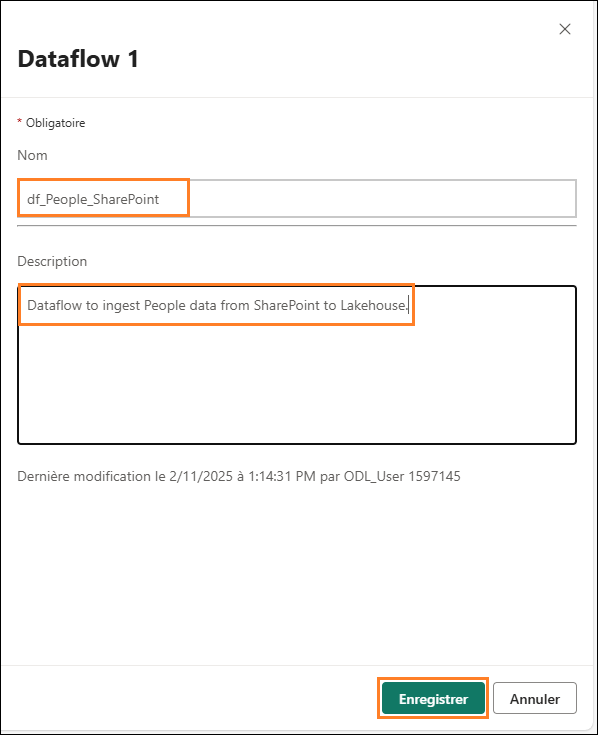 Dataflow 1
* Obligatoire
Nom
df_People_SharePoint
Description
Dataflow to ingest People data from SharePoint to Lakehouse.
Dernière modification le 2/11/2025 à 1:14:31 PM par ODL_User 1597145
Enregistrer
Annuler